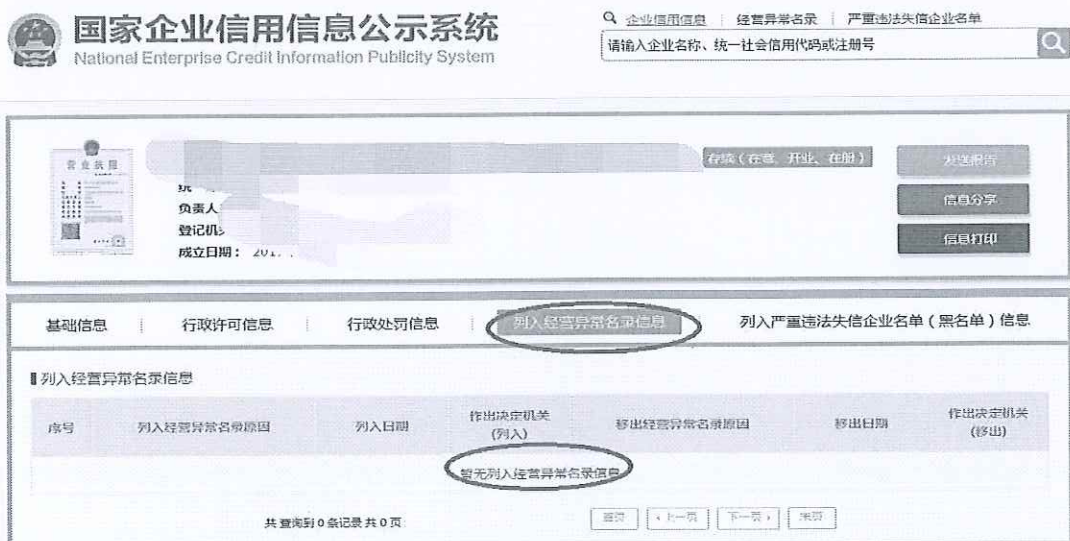 国家企业信用信息公示系统
National Enterprise Credit Information Publicity System
企业信用信息 | 经营异常名录 | 严重违法失信企业名单
请输入企业名称、统一社会信用代码或注册号
营业执照
存续（在营、开业、在册）
发送报告
信息分享
信息打印
统
负责人
登记机
成立日期： 201
基础信息 | 行政许可信息 | 行政处罚信息 | 列入经营异常名录信息 列入严重违法失信企业名单（黑名单）信息
列入经营异常名录信息
序号 列入经营异常名录原因 列入日期 作出决定机关(列入) 移出经营异常名录原因 移出日期 作出决定机关(移出)
暂无列入经营异常名录信息
共 查询到 0 条记录 共 0 页
首页 上一页 下一页 末页